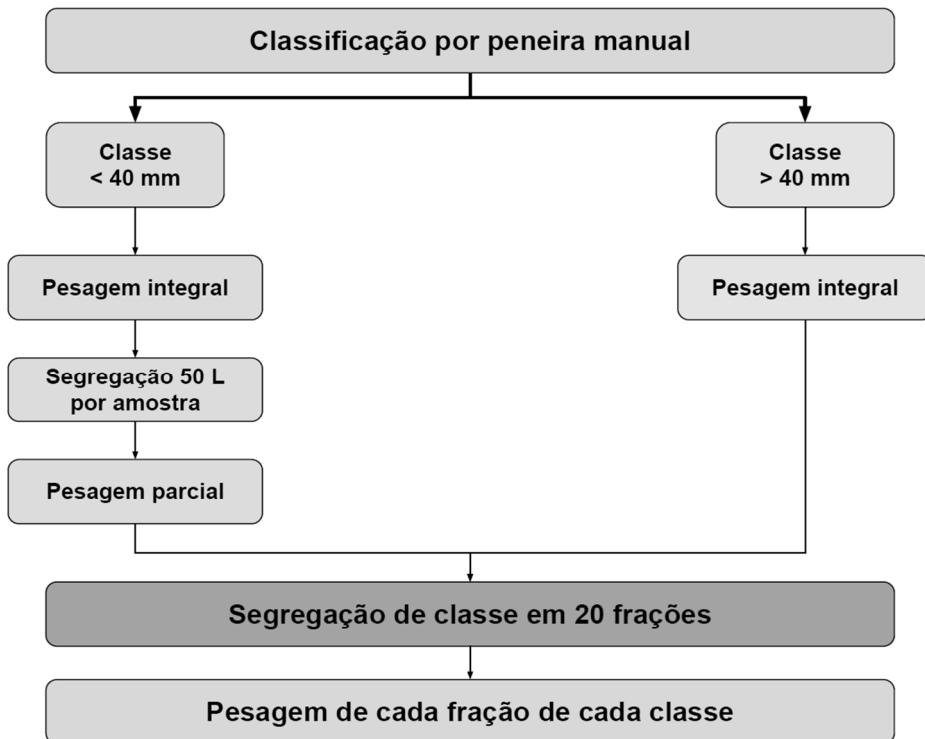 Classificação por peneira manual
Classe
< 40 mm
Classe
> 40 mm
Pesagem integral
Pesagem integral
Segregação 50 L
por amostra
Pesagem parcial
Segregação de classe em 20 frações
Pesagem de cada fração de cada classe